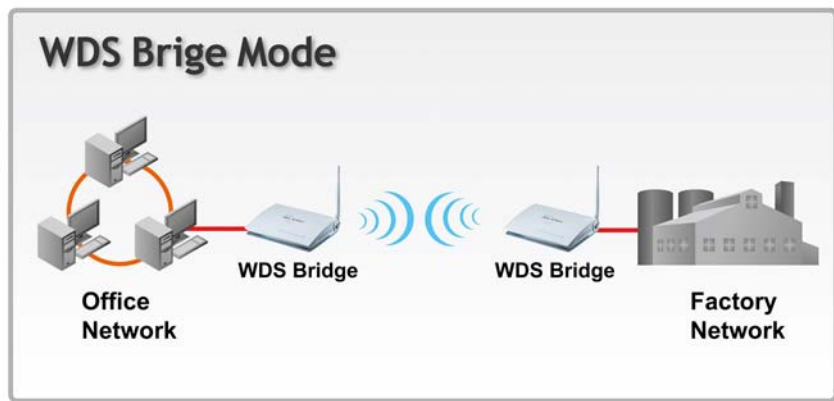 WDS Brige Mode
WDS Bridge
WDS Bridge
Office
Network
Factory
Network